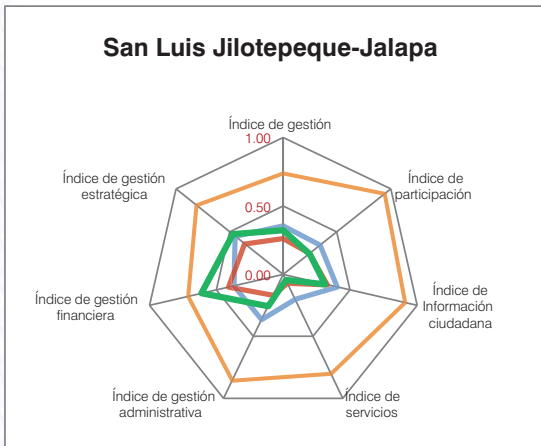 San Luis Jilotepeque-Jalapa
Índice de gestión
1.00
Índice de
participación
Índice de gestión
estratégica
0.50
0.00
Índice de
Información
ciudadana
Índice de gestión
financiera
Índice de gestión
administrativa
Índice de
servicios